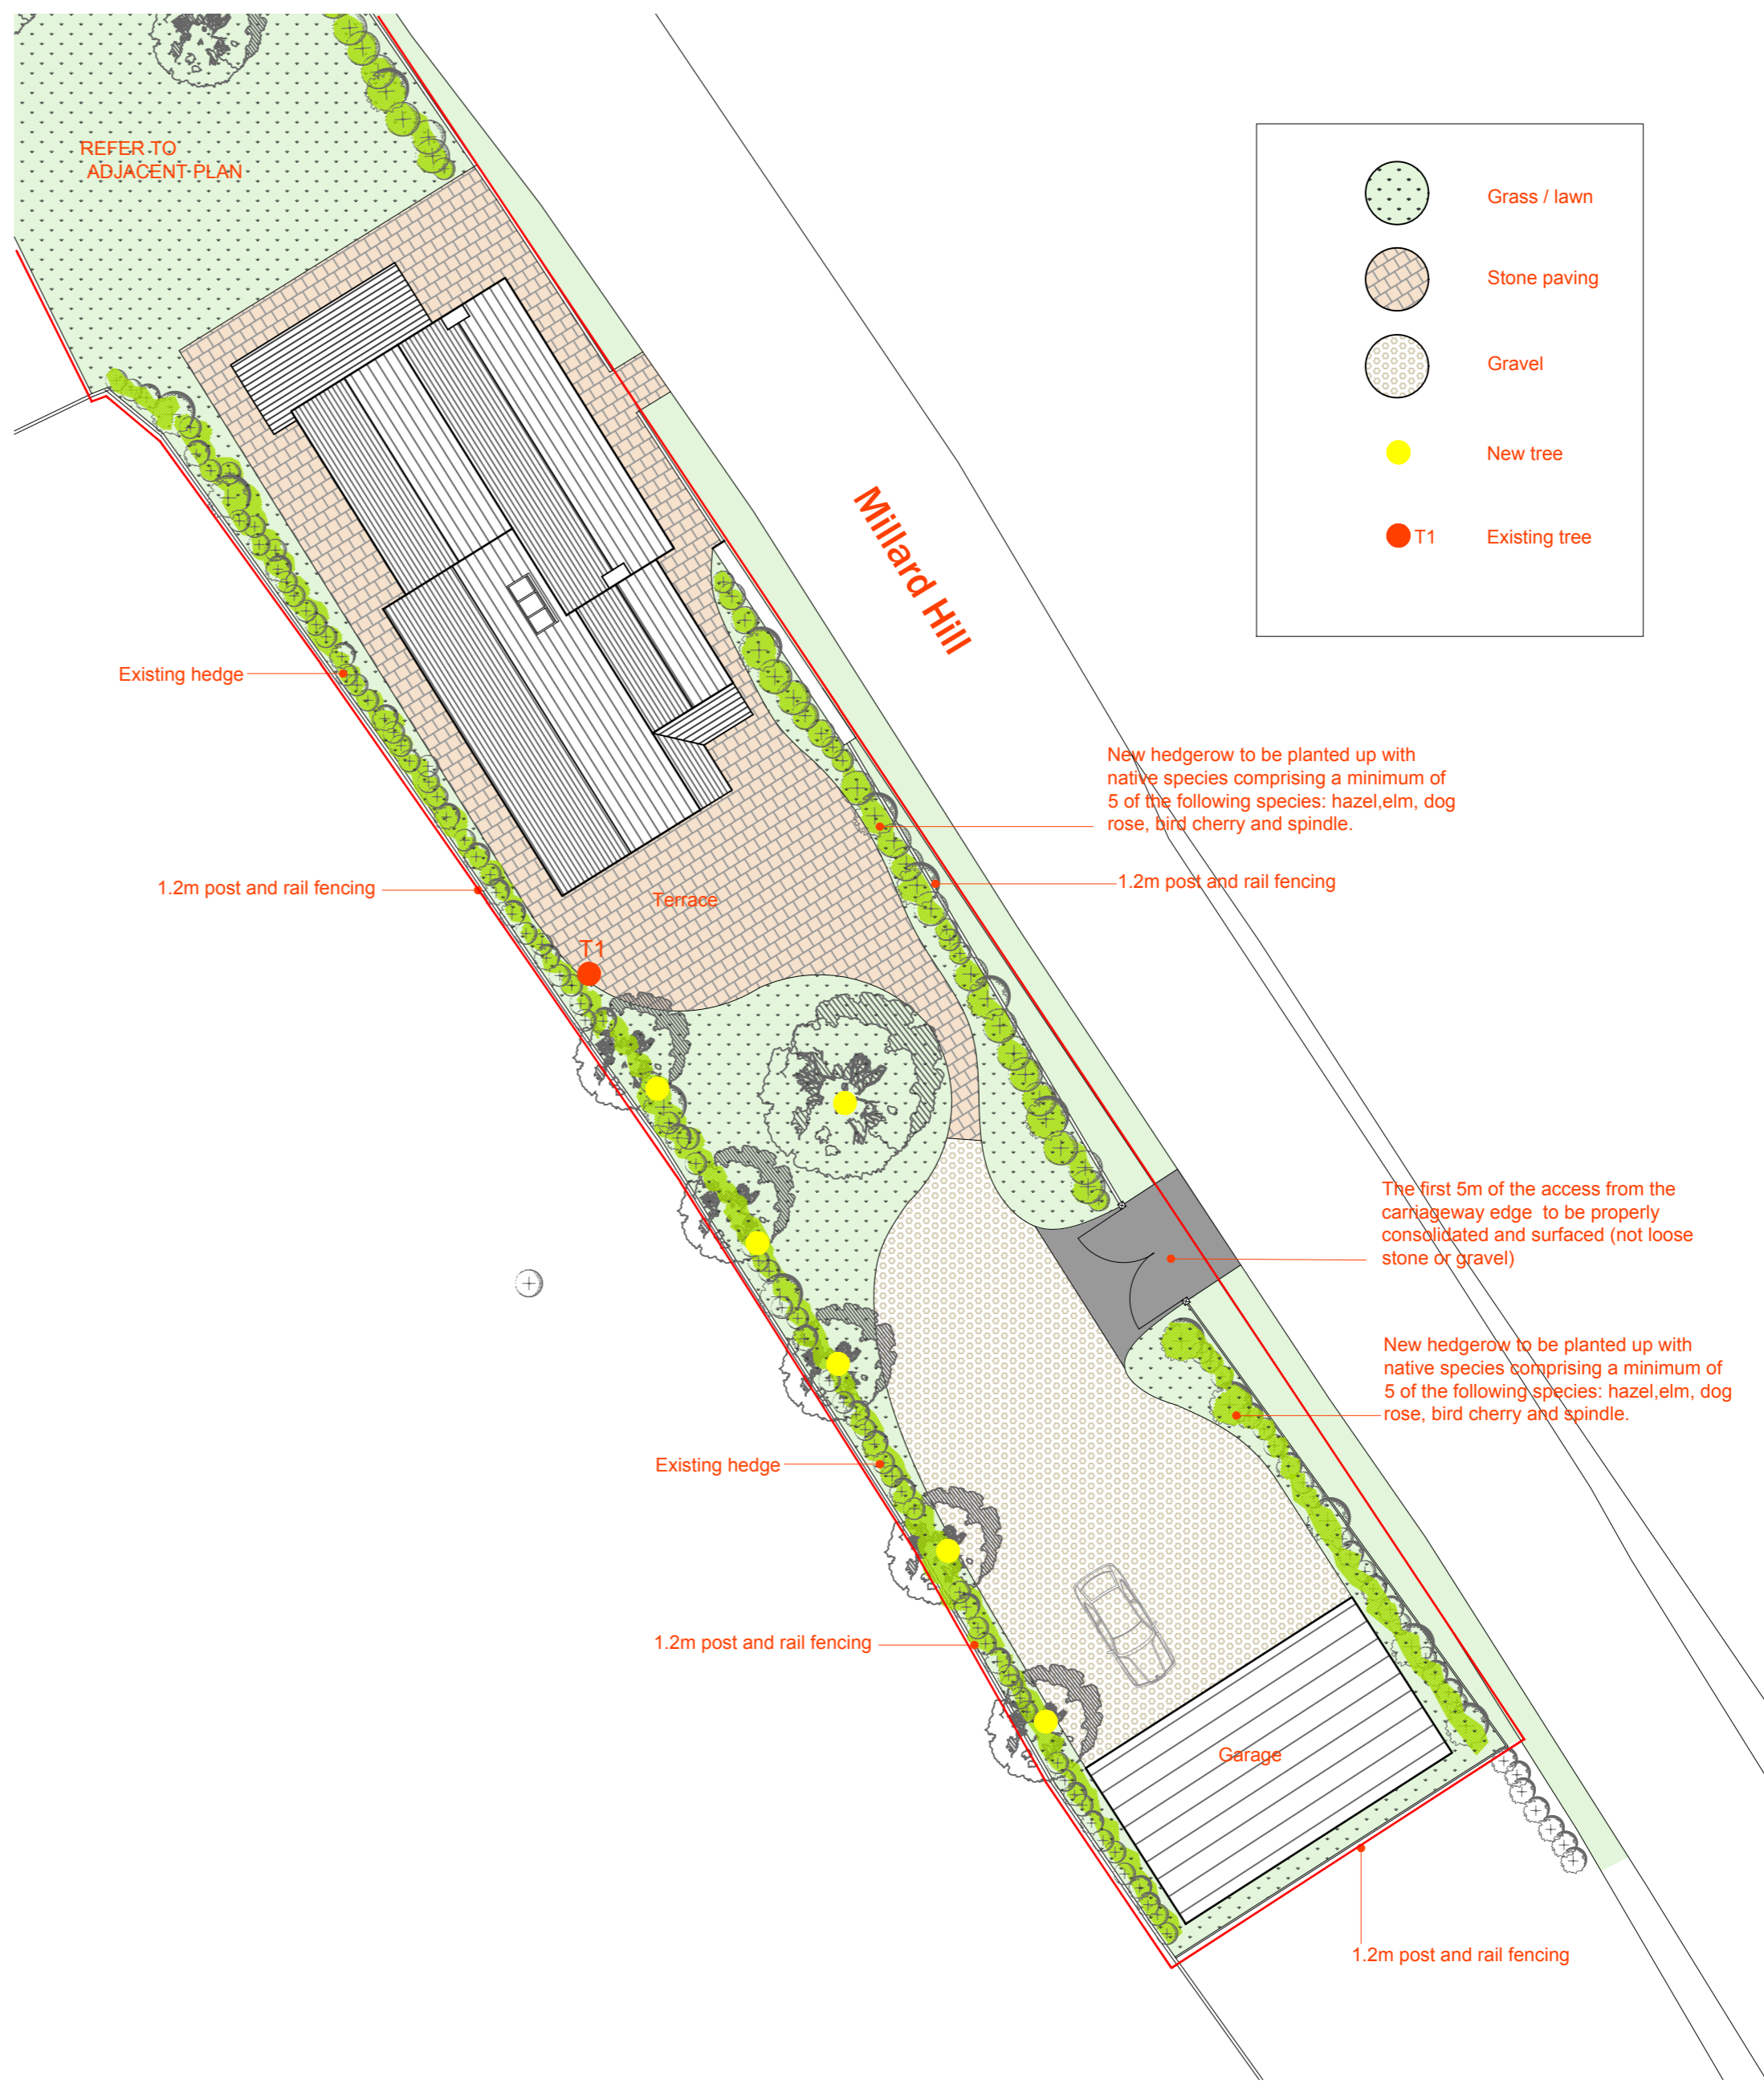 REFER TO
ADJACENT PLAN
Grass / lawn
Stone paving
Gravel
New tree
T1 Existing tree
Millard Hill
Existing hedge
New hedgerow to be planted up with
native species comprising a minimum of
5 of the following species: hazel,elm, dog
rose, bird cherry and spindle.
1.2m post and rail fencing
1.2m post and rail fencing
Terrace
T1
The first 5m of the access from the
carriageway edge to be properly
consolidated and surfaced (not loose
stone or gravel)
New hedgerow to be planted up with
native species comprising a minimum of
5 of the following species: hazel,elm, dog
rose, bird cherry and spindle.
Existing hedge
1.2m post and rail fencing
Garage
1.2m post and rail fencing